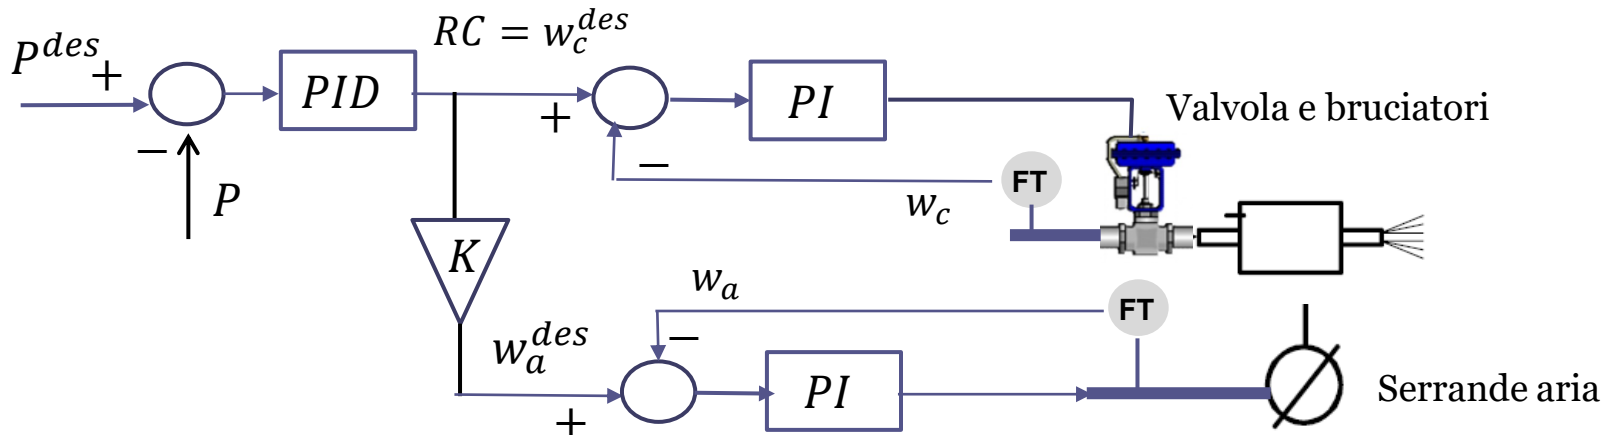 P^{des}
+
−
P
PID
RC = w_c^{des}
+
−
PI
w_c
FT
Valvola e bruciatori
K
w_a^{des}
+
w_a
−
PI
FT
Serrande aria